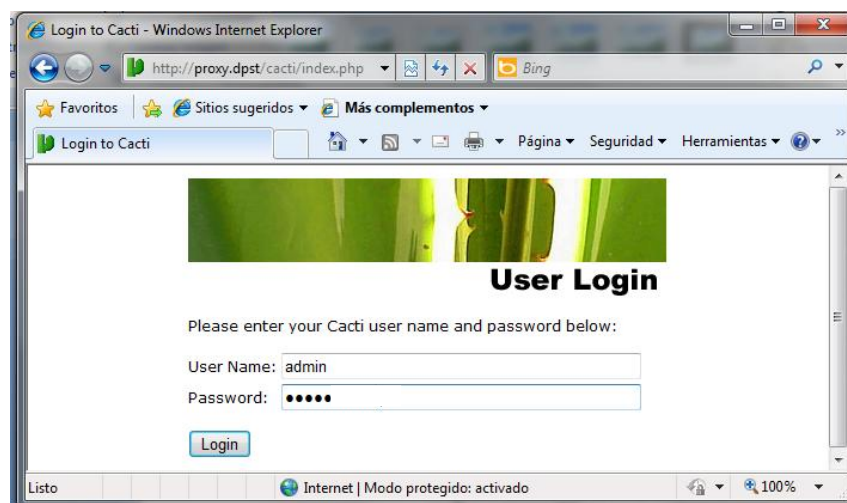 Login to Cacti - Windows Internet Explorer
http://proxy.dpst/cacti/index.php Bing
Favoritos Sitios sugeridos Más complementos
Login to Cacti Página Seguridad Herramientas »
User Login
Please enter your Cacti user name and password below:
User Name: admin
Password: •••••
Login
Listo Internet | Modo protegido: activado 100%